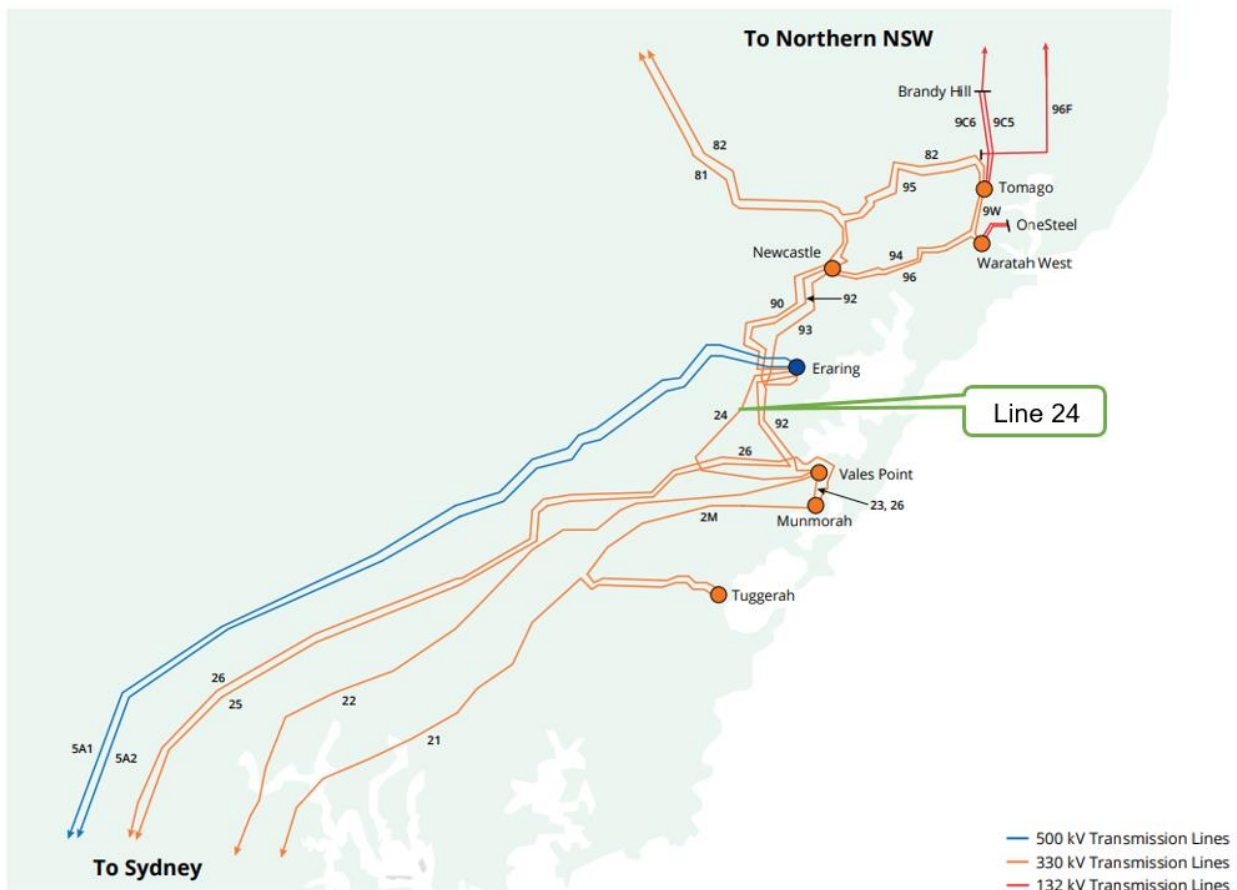 To Northern NSW
Brandy Hill
96F
9C6
9C5
82
82
81
95
Tomago
9W
OneSteel
Newcastle
94
Waratah West
96
90
92
93
Eraring
24
92
Line 24
26
Vales Point
23, 26
2M
Munmorah
Tuggerah
26
25
22
21
5A1
5A2
To Sydney
500 kV Transmission Lines
330 kV Transmission Lines
132 kV Transmission Lines